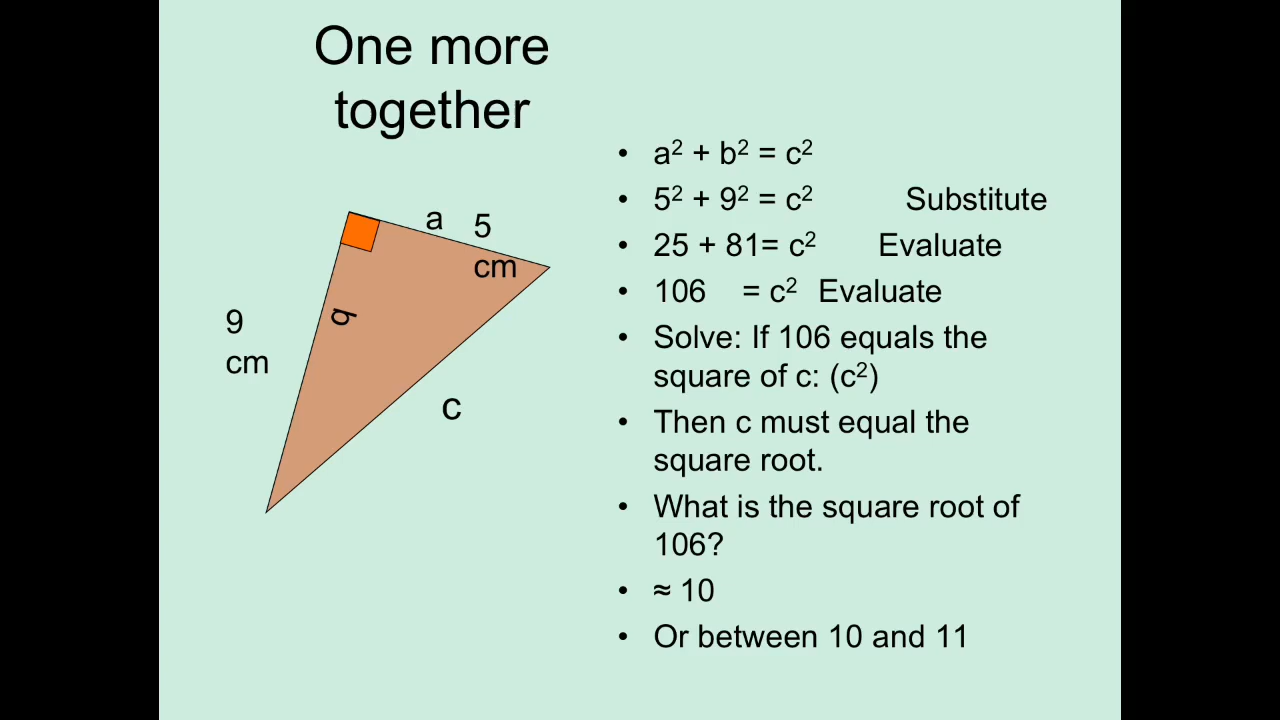 One more
together
a² + b² = c²
5² + 9² = c² Substitute
25 + 81= c² Evaluate
106 = c² Evaluate
Solve: If 106 equals the
square of c: (c²)
Then c must equal the
square root.
What is the square root of
106?
≈ 10
Or between 10 and 11
a
5
cm
b
9
cm
c